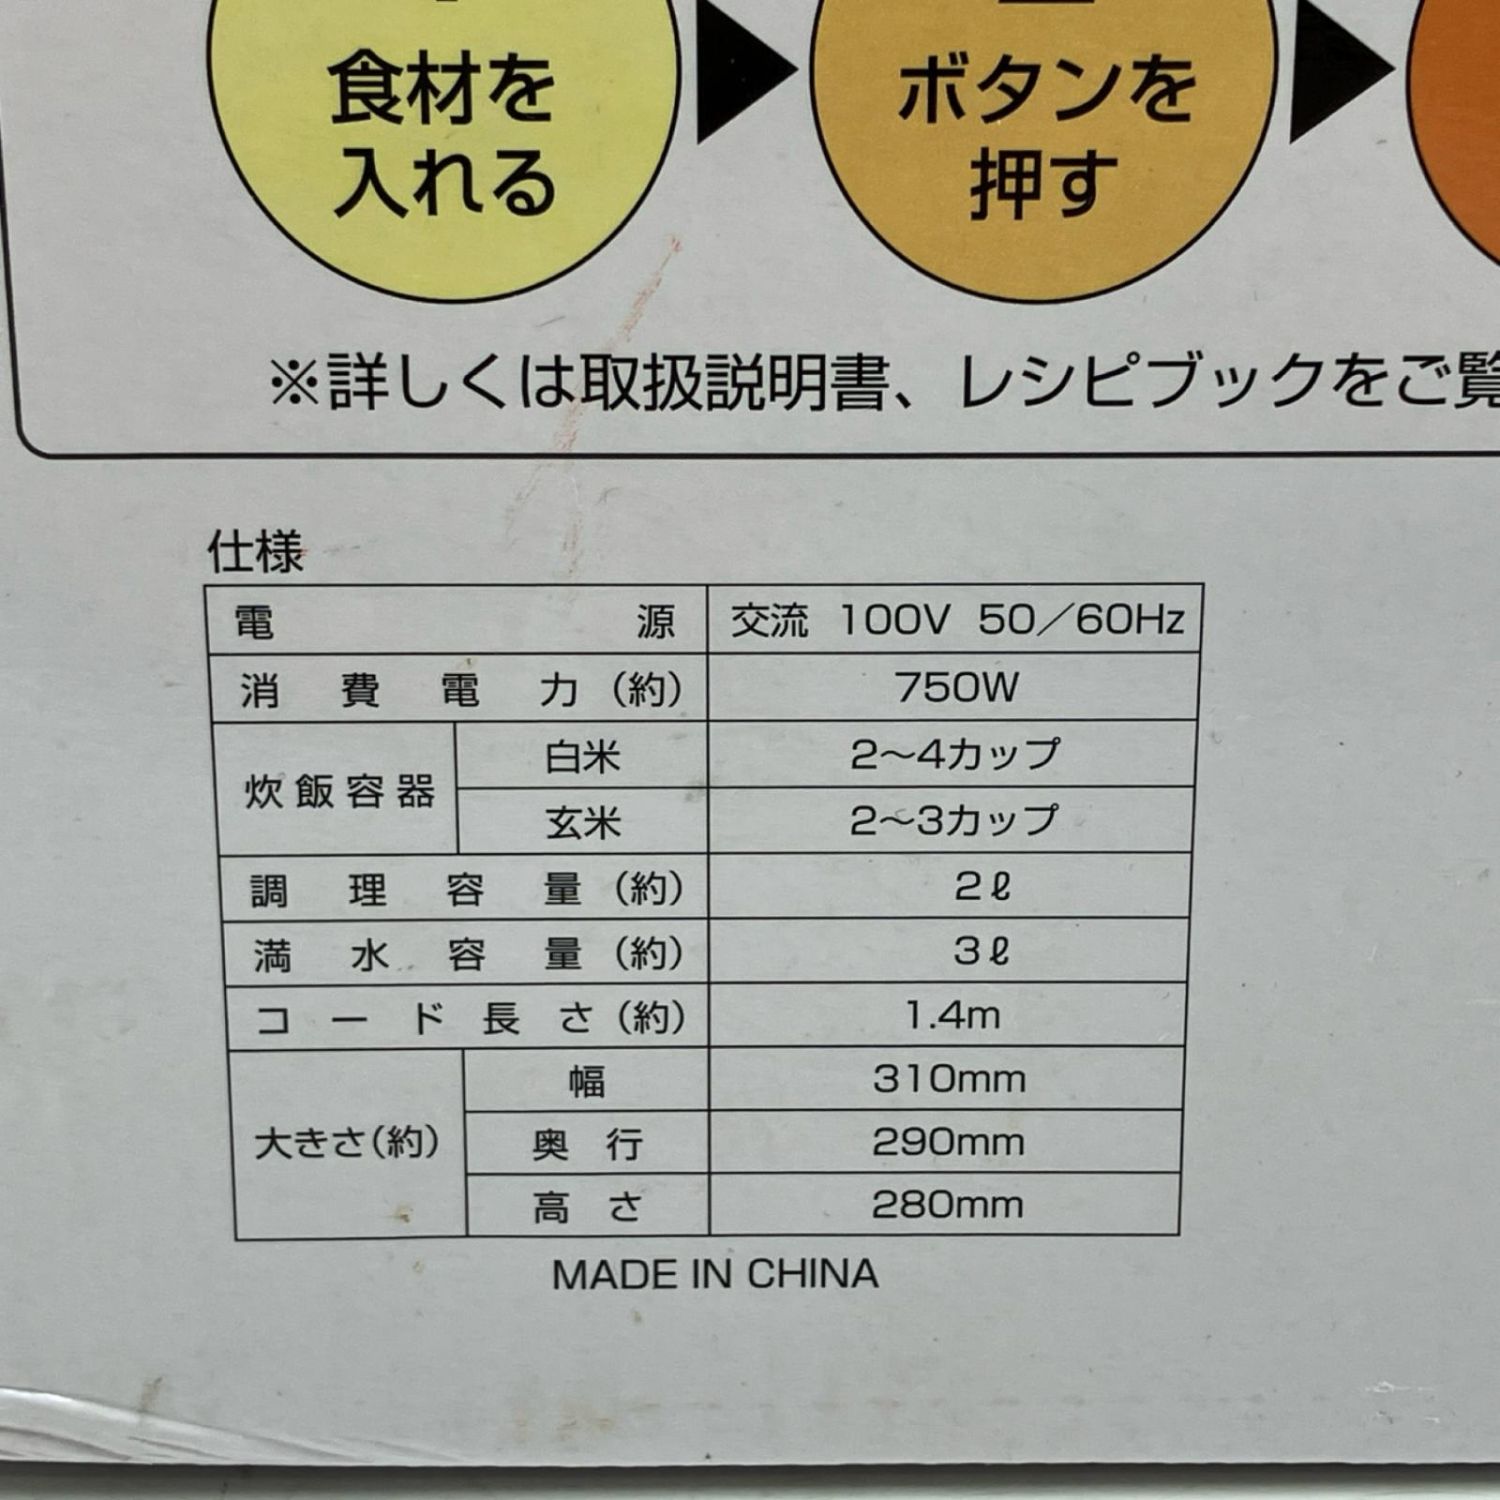 食材を
入れる
ボタンを
押す
※詳しくは取扱説明書、レシピブックをご覧
仕様
電源 交流 100V 50／60Hz
消費電力(約) 750W
炊飯容器 白米 2〜4カップ
玄米 2〜3カップ
調理容量(約) 2ℓ
満水容量(約) 3ℓ
コード長さ(約) 1.4m
大きさ(約) 幅 310mm
奥行 290mm
高さ 280mm
MADE IN CHINA